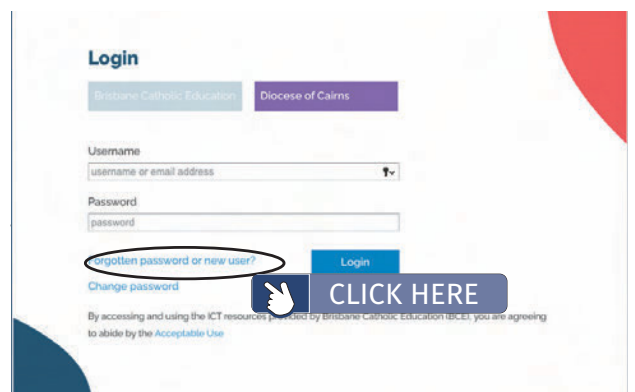 Login
Brisbane Catholic Education Diocese of Cairns
Username
username or email address
Password
password
Forgotten password or new user? Login
Change password
CLICK HERE
By accessing and using the ICT resources provided by Brisbane Catholic Education (BCE), you are agreeing
to abide by the Acceptable Use